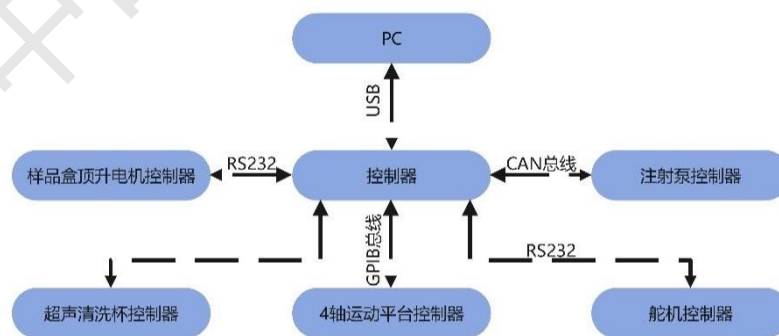 PC
USB
样品盒顶升电机控制器
RS232
控制器
CAN总线
注射泵控制器
GPIB总线
RS232
超声清洗杯控制器
4轴运动平台控制器
舵机控制器